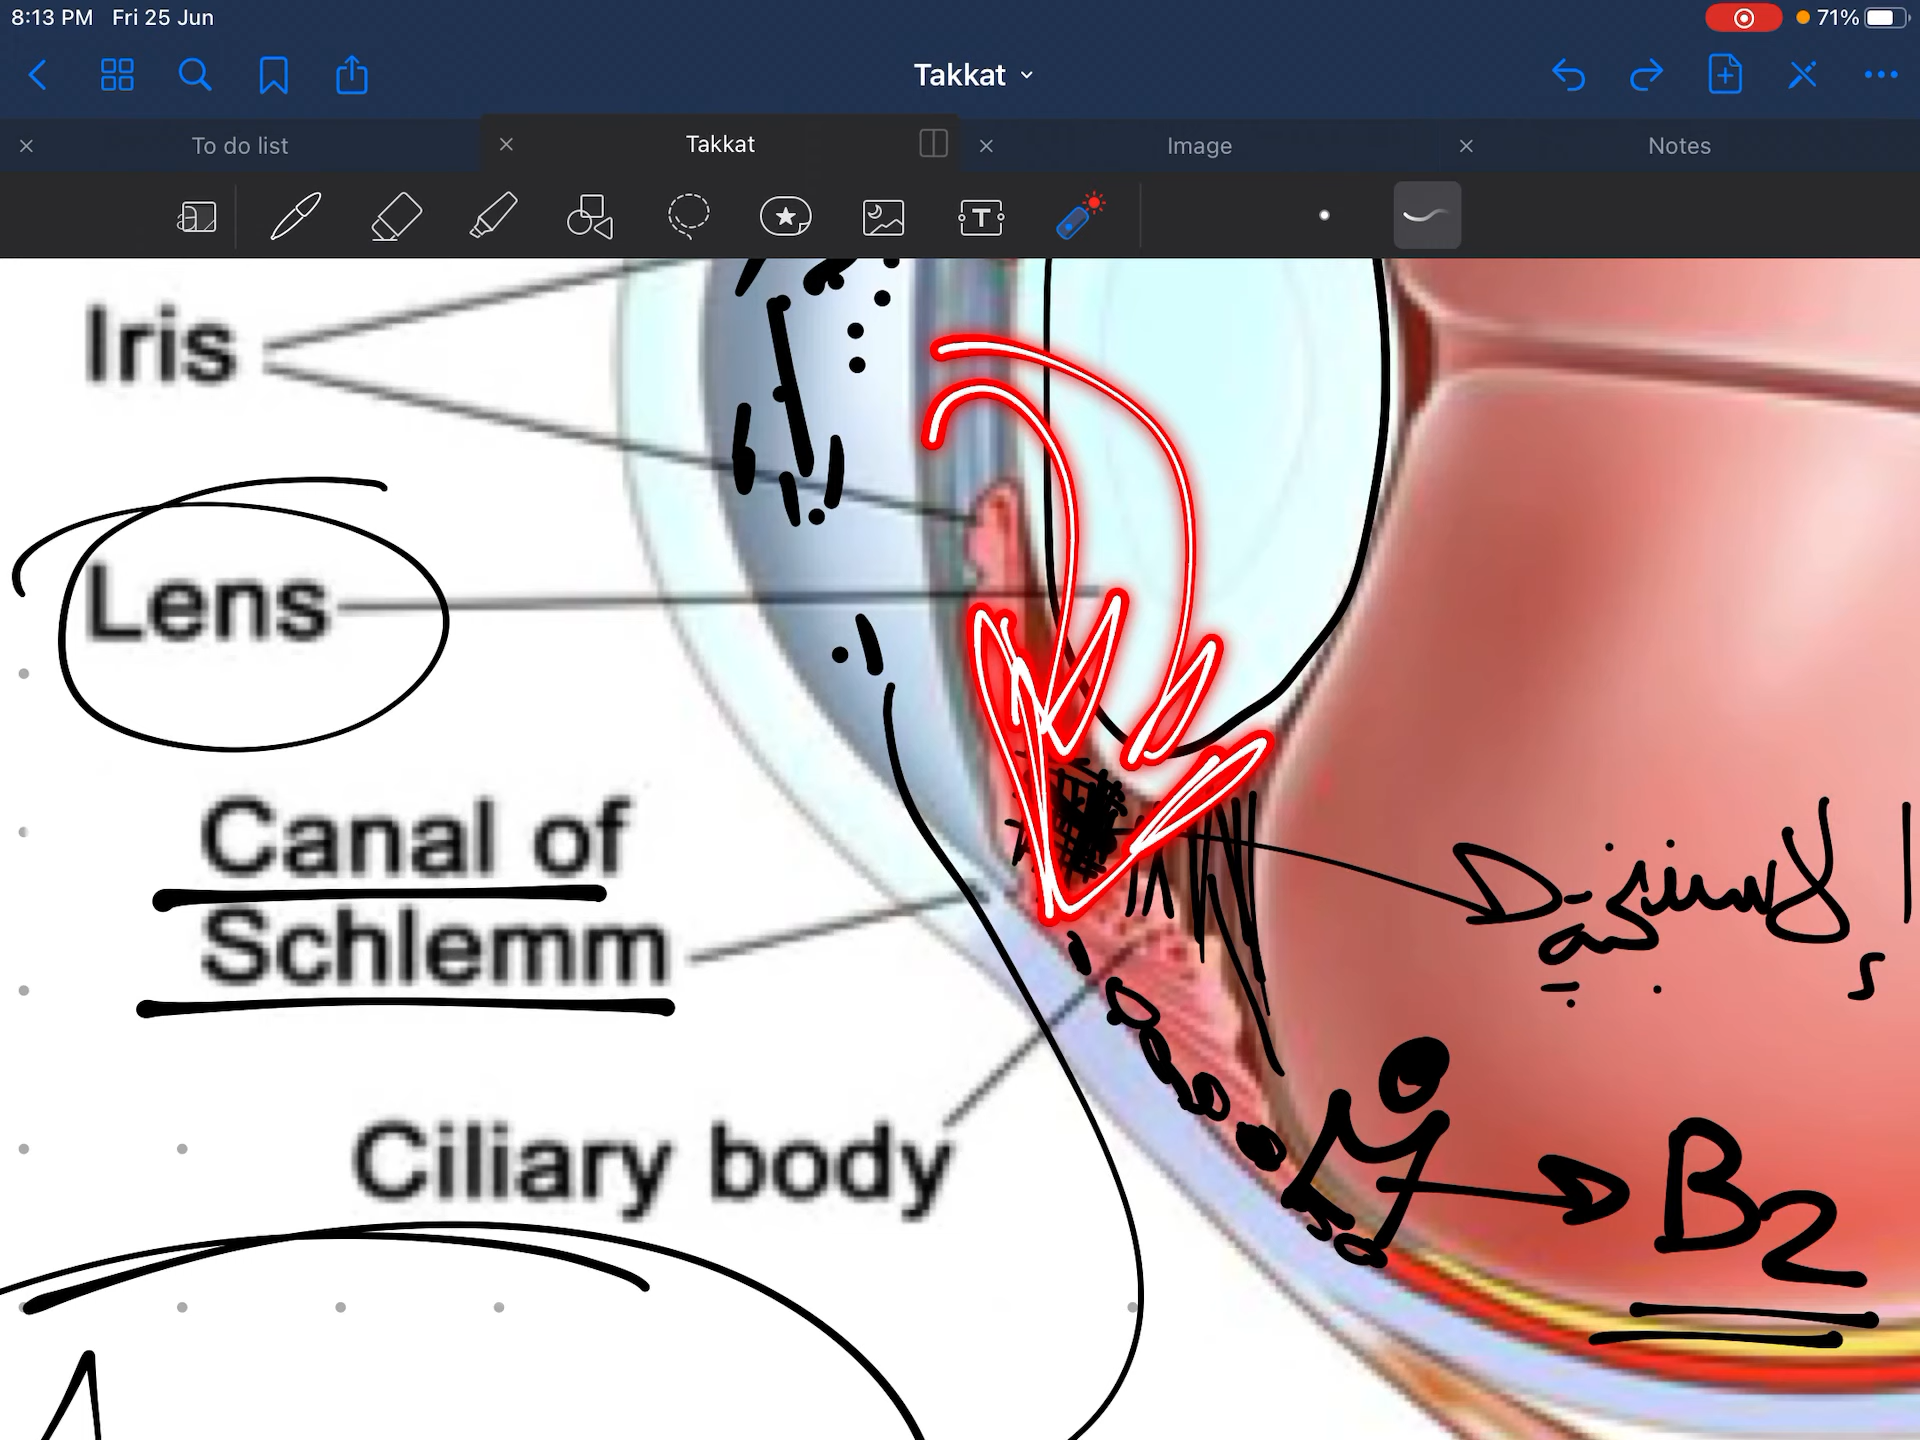 8:13 PM Fri 25 Jun
71%
Takkat
To do list
Takkat
Image
Notes
Iris
Lens
Canal of
Schlemm
Ciliary body
B2